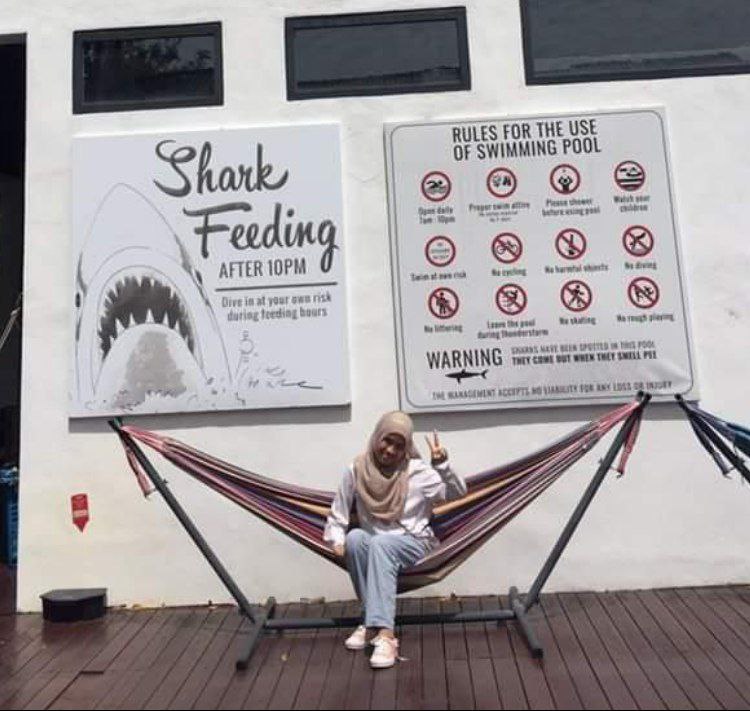 Shark
Feeding
AFTER 10PM
Dive in at your own risk
during feeding hours
RULES FOR THE USE
OF SWIMMING POOL
Open daily
7am - 10pm
Proper swim attire
Please shower
before using pool
Watch your
children
Swim at own risk
No cycling
No harmful objects
No diving
No littering
Leave the pool
during thunderstorm
No skating
No rough playing
WARNING
SHARKS HAVE BEEN SPOTTED IN THIS POOL
THEY COME OUT WHEN THEY SMELL PEE
THE MANAGEMENT ACCEPTS NO LIABILITY FOR ANY LOSS OR INJURY